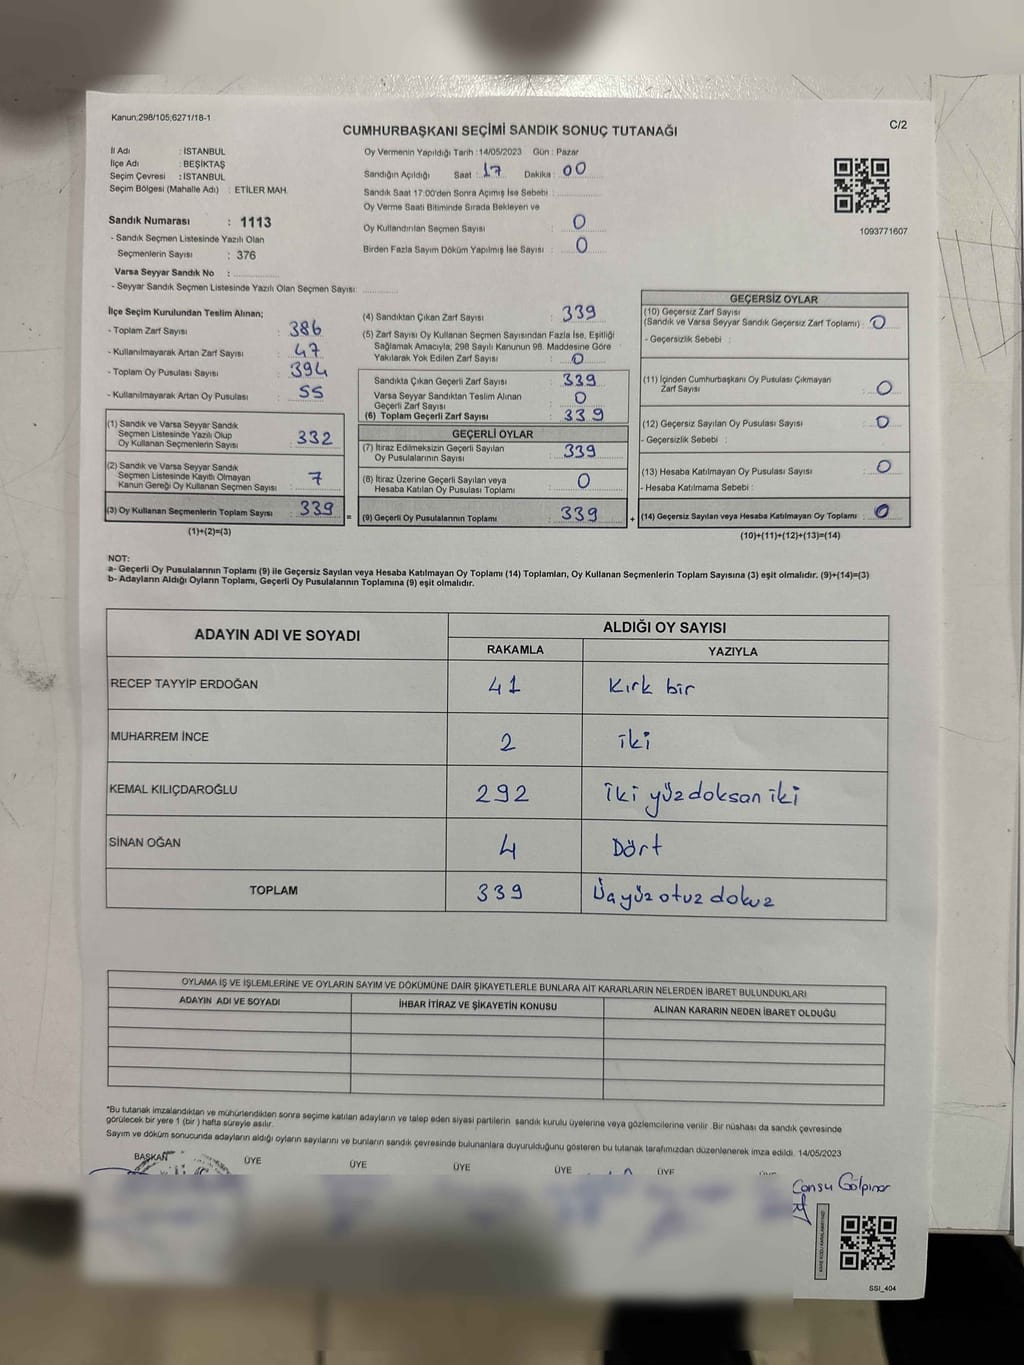 Kanun;298/105,6271/18-1
C/2
CUMHURBAŞKANI SEÇİMİ SANDIK SONUÇ TUTANAĞI
İl Adı : İSTANBUL
İlçe Adı : BEŞİKTAŞ
Seçim Çevresi : İSTANBUL
Seçim Bölgesi (Mahalle Adı) : ETİLER MAH.
Oy Vermenin Yapıldığı Tarih :14/05/2023 Gün : Pazar
Sandığın Açıldığı Saat : 17 Dakika : 00
Sandık Saat 17:00'den Sonra Açılmış İse Sebebi :
Oy Verme Saati Bitiminde Sırada Bekleyen ve
Oy Kullandırılan Seçmen Sayısı : 0
Birden Fazla Sayım Döküm Yapılmış İse Sayısı : 0
1093771607
Sandık Numarası : 1113
- Sandık Seçmen Listesinde Yazılı Olan
Seçmenlerin Sayısı : 376
Varsa Seyyar Sandık No :
- Seyyar Sandık Seçmen Listesinde Yazılı Olan Seçmen Sayısı:
İlçe Seçim Kurulundan Teslim Alınan;
- Toplam Zarf Sayısı : 386
- Kullanılmayarak Artan Zarf Sayısı : 47
- Toplam Oy Pusulası Sayısı : 394
- Kullanılmayarak Artan Oy Pusulası : 55
(1) Sandık ve Varsa Seyyar Sandık
Seçmen Listesinde Yazılı Olup
Oy Kullanan Seçmenlerin Sayısı : 332
(2) Sandık ve Varsa Seyyar Sandık
Seçmen Listesinde Kayıtlı Olmayan
Kanun Gereği Oy Kullanan Seçmen Sayısı : 7
(3) Oy Kullanan Seçmenlerin Toplam Sayısı : 339
(1)+(2)=(3)
=
(4) Sandıktan Çıkan Zarf Sayısı : 339
(5) Zarf Sayısı Oy Kullanan Seçmen Sayısından Fazla İse, Eşitliği
Sağlamak Amacıyla; 298 Sayılı Kanunun 98. Maddesine Göre
Yakılarak Yok Edilen Zarf Sayısı : 0
Sandıkta Çıkan Geçerli Zarf Sayısı : 339
Varsa Seyyar Sandıktan Teslim Alınan
Geçerli Zarf Sayısı : 0
(6) Toplam Geçerli Zarf Sayısı : 339
GEÇERLİ OYLAR
(7) İtiraz Edilmeksizin Geçerli Sayılan
Oy Pusulalarının Sayısı : 339
(8) İtiraz Üzerine Geçerli Sayılan veya
Hesaba Katılan Oy Pusulası Toplamı : 0
(9) Geçerli Oy Pusulalarının Toplamı : 339
+
GEÇERSİZ OYLAR
(10) Geçersiz Zarf Sayısı
(Sandık ve Varsa Seyyar Sandık Geçersiz Zarf Toplamı) : 0
- Geçersizlik Sebebi :
(11) İçinden Cumhurbaşkanı Oy Pusulası Çıkmayan
Zarf Sayısı : 0
(12) Geçersiz Sayılan Oy Pusulası Sayısı : 0
- Geçersizlik Sebebi :
(13) Hesaba Katılmayan Oy Pusulası Sayısı : 0
- Hesaba Katılmama Sebebi :
(14) Geçersiz Sayılan veya Hesaba Katılmayan Oy Toplamı : 0
(10)+(11)+(12)+(13)=(14)
NOT:
a- Geçerli Oy Pusulalarının Toplamı (9) ile Geçersiz Sayılan veya Hesaba Katılmayan Oy Toplamı (14) Toplamları, Oy Kullanan Seçmenlerin Toplam Sayısına (3) eşit olmalıdır. (9)+(14)=(3)
b- Adayların Aldığı Oyların Toplamı, Geçerli Oy Pusulalarının Toplamına (9) eşit olmalıdır.
ADAYIN ADI VE SOYADI ALDIĞI OY SAYISI
RAKAMLA YAZIYLA
RECEP TAYYİP ERDOĞAN 41 Kırk bir
MUHARREM İNCE 2 iki
KEMAL KILIÇDAROĞLU 292 iki yüz doksan iki
SİNAN OĞAN 4 Dört
TOPLAM 339 Üçyüz otuz dokuz
OYLAMA İŞ VE İŞLEMLERİNE VE OYLARIN SAYIM VE DÖKÜMÜNE DAİR ŞİKAYETLERLE BUNLARA AİT KARARLARIN NELERDEN İBARET BULUNDUKLARI
ADAYIN ADI VE SOYADI İHBAR İTİRAZ VE ŞİKAYETİN KONUSU ALINAN KARARIN NEDEN İBARET OLDUĞU
*Bu tutanak imzalandıktan ve mühürlendikten sonra seçime katılan adayların ve talep eden siyasi partilerin sandık kurulu üyelerine veya gözlemcilerine verilir .Bir nüshası da sandık çevresinde
görülecek bir yere 1 (bir ) hafta süreyle asılır.
Sayım ve döküm sonucunda adayların aldığı oyların sayılarını ve bunların sandık çevresinde bulunanlara duyurulduğunu gösteren bu tutanak tarafımızdan düzenlenerek imza edildi. 14/05/2023
BAŞKAN ÜYE ÜYE ÜYE ÜYE ÜYE
Cansu Gölpınar
SSI_404